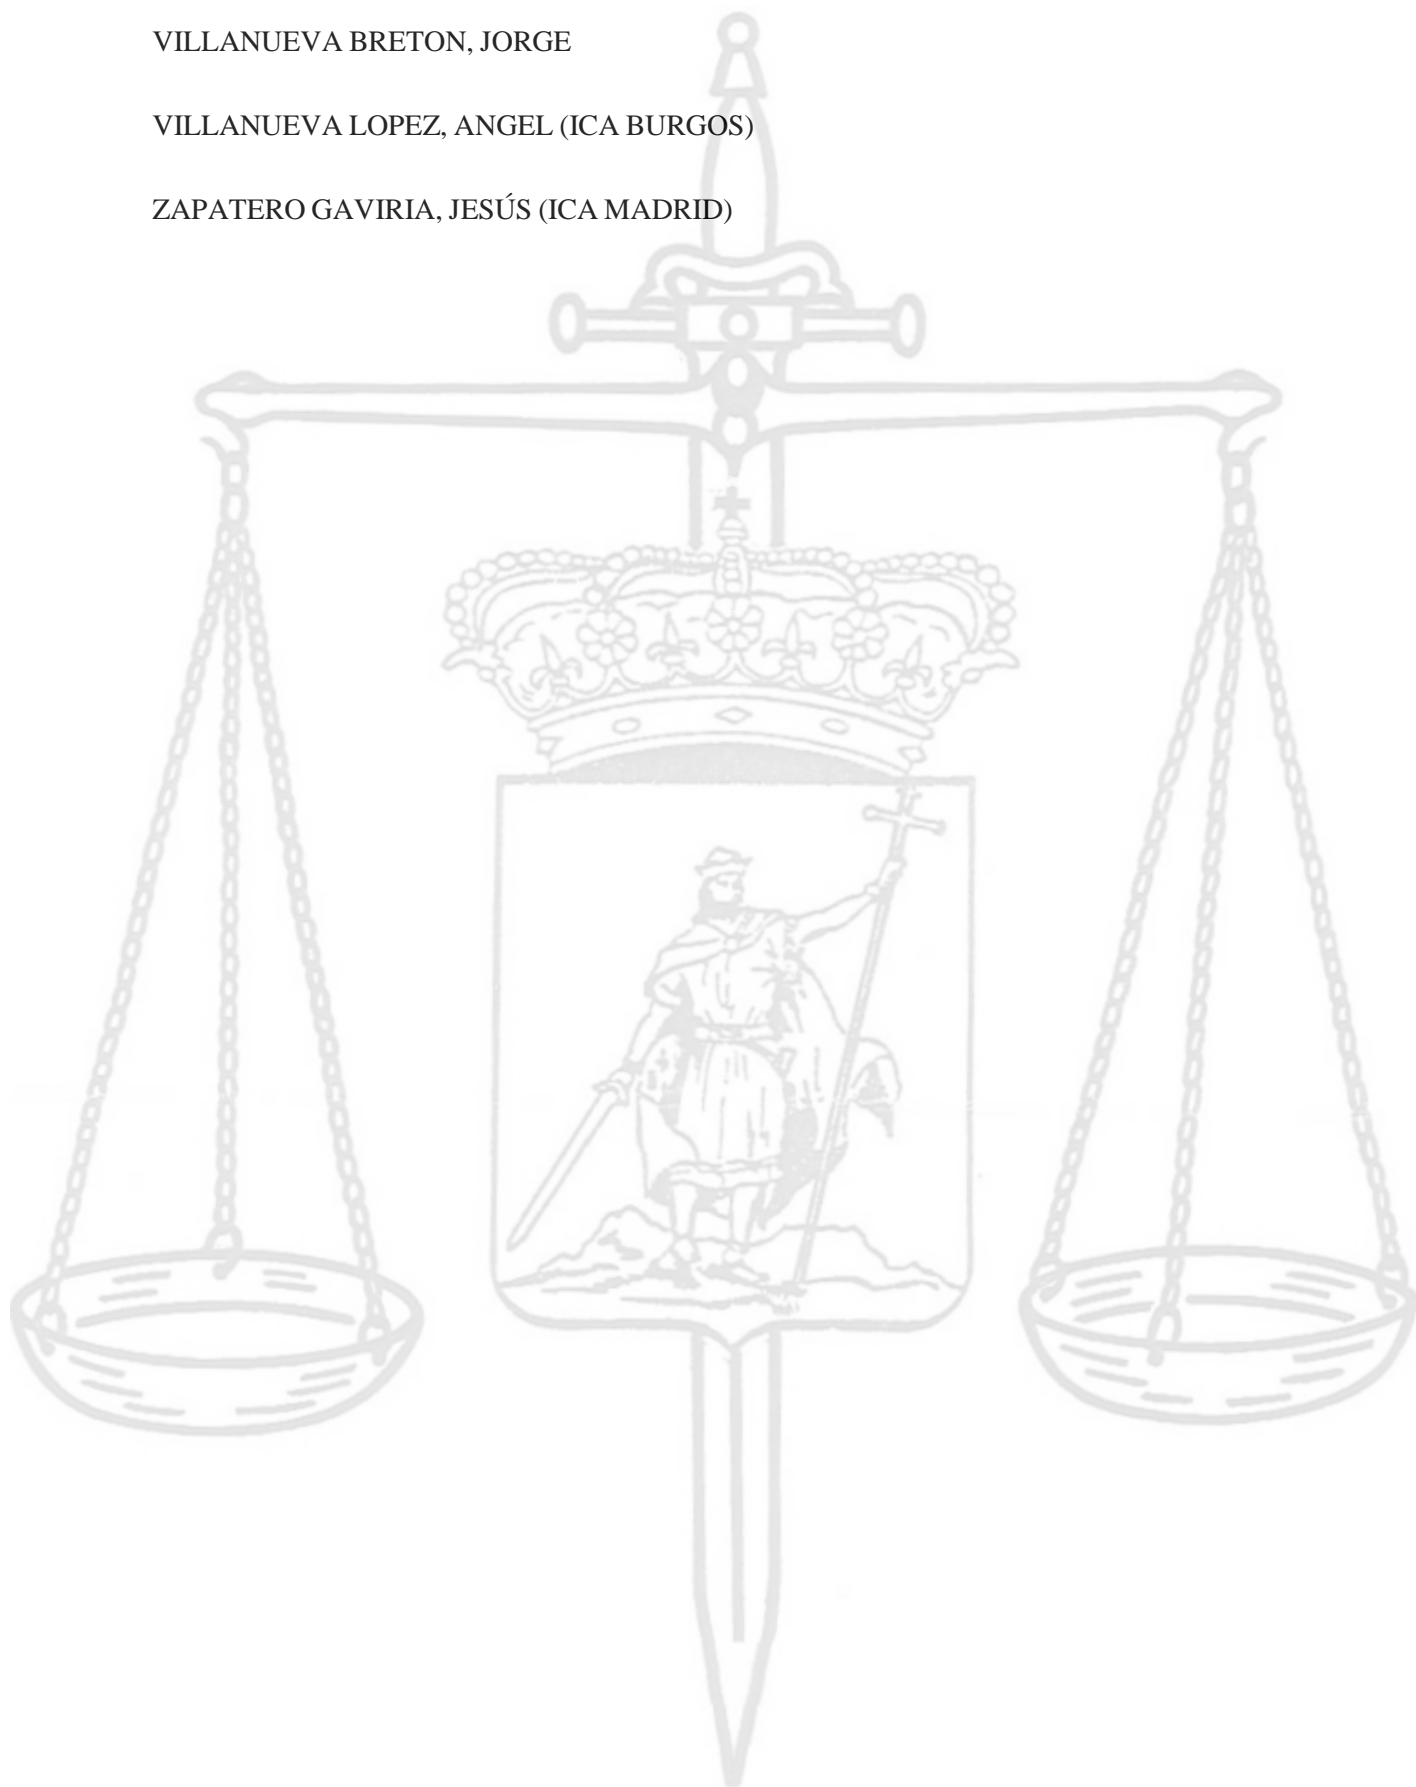 VILLANUEVA BRETON, JORGE
VILLANUEVA LOPEZ, ANGEL (ICA BURGOS)
ZAPATERO GAVIRIA, JESÚS (ICA MADRID)